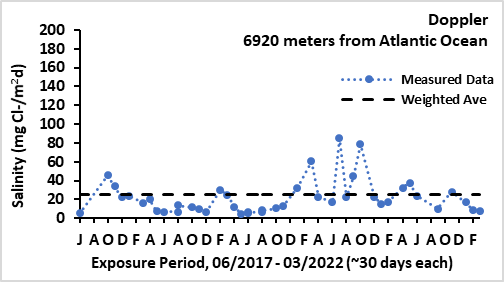 Doppler
6920 meters from Atlantic Ocean
Measured Data
Weighted Ave
Salinity (mg Cl-/m²d)
200
180
160
140
120
100
80
60
40
20
0
J A O D F A J A O D F A J A O D F A J A O D F A J A O D F
Exposure Period, 06/2017 - 03/2022 (~30 days each)